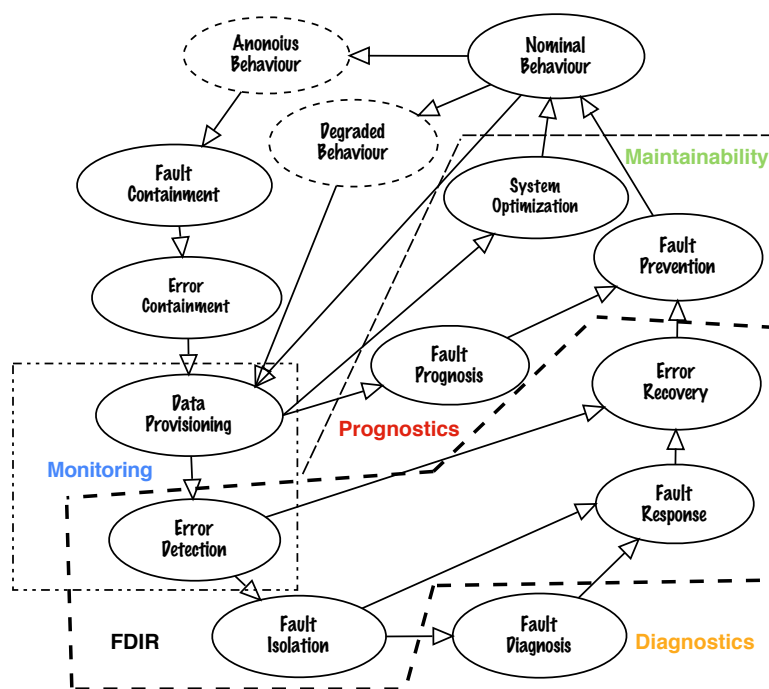 Anonoius
Behaviour
Nominal
Behaviour
Degraded
Behaviour
Maintainability
Fault
Containment
System
Optimization
Fault
Prevention
Error
Containment
Fault
Prognosis
Error
Recovery
Data
Provisioning
Prognostics
Monitoring
Fault
Response
Error
Detection
FDIR
Fault
Isolation
Fault
Diagnosis
Diagnostics